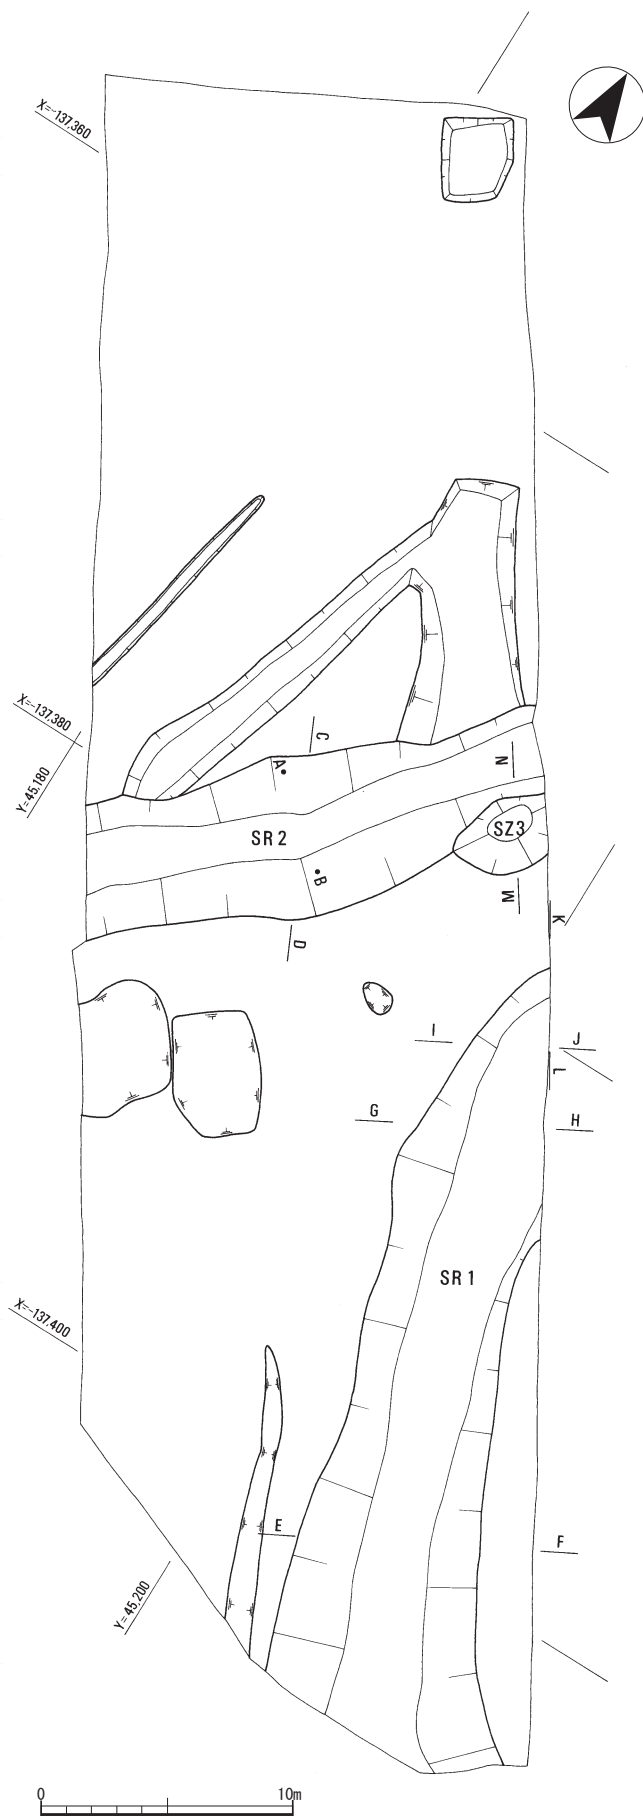 X=-137,360
X=-137,380
Y=45,180
C
A
N
SR 2
SZ3
B
M
K
D
I
J
L
G
H
SR 1
X=-137,400
E
F
Y=45,200
0
10m